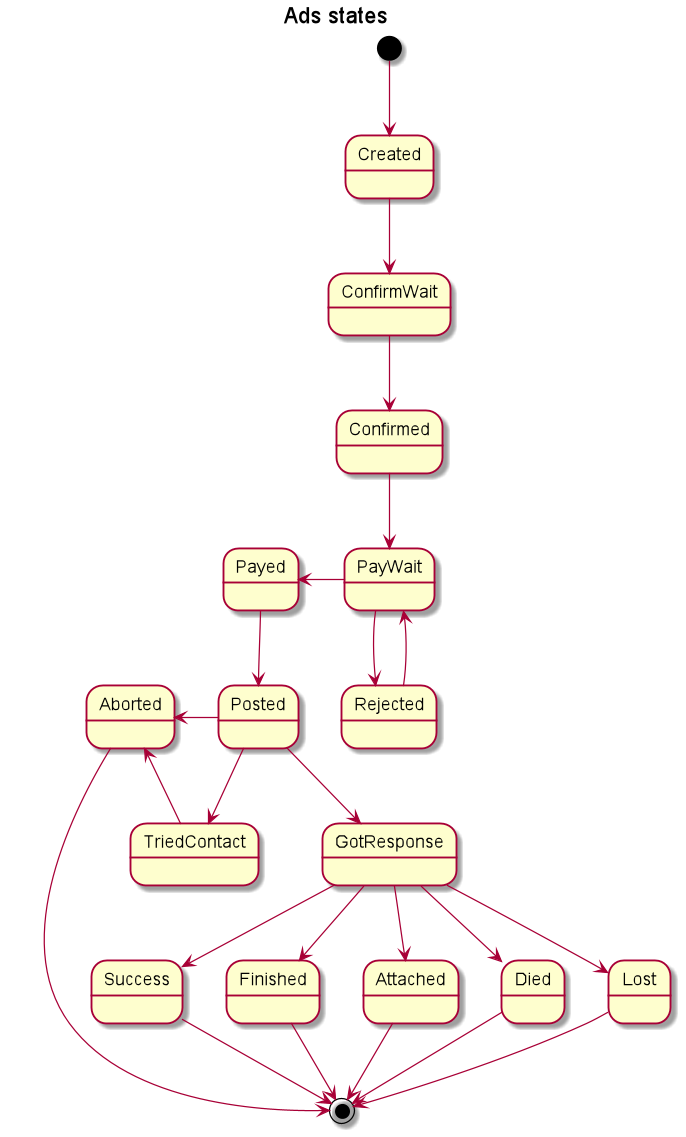 Ads states
Created
ConfirmWait
Confirmed
Payed
PayWait
Aborted
Posted
Rejected
TriedContact
GotResponse
Success
Finished
Attached
Died
Lost